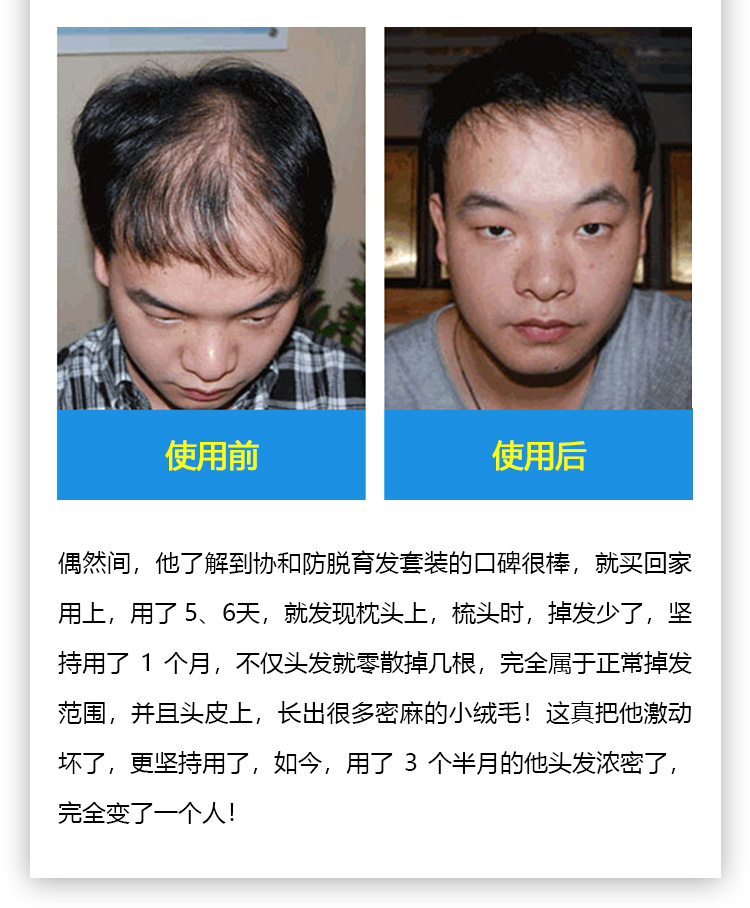 使用前
使用后
偶然间，他了解到协和防脱育发套装的口碑很棒，就买回家
用上，用了5、6天，就发现枕头上，梳头时，掉发少了，坚
持用了 1 个月，不仅头发就零散掉几根，完全属于正常掉发
范围，并且头皮上，长出很多密麻的小绒毛！这真把他激动
坏了，更坚持用了，如今，用了 3 个半月的他头发浓密了，
完全变了一个人！